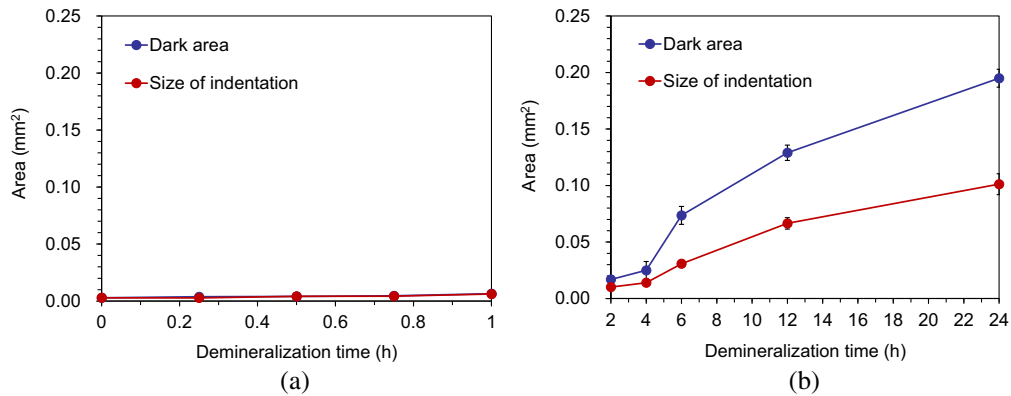 0.25
0.20
0.15
0.10
0.05
0.00
Area (mm²)
Dark area
Size of indentation
0 0.2 0.4 0.6 0.8 1
Demineralization time (h)
(a)
0.25
0.20
0.15
0.10
0.05
0.00
Area (mm²)
Dark area
Size of indentation
2 4 6 8 10 12 14 16 18 20 22 24
Demineralization time (h)
(b)